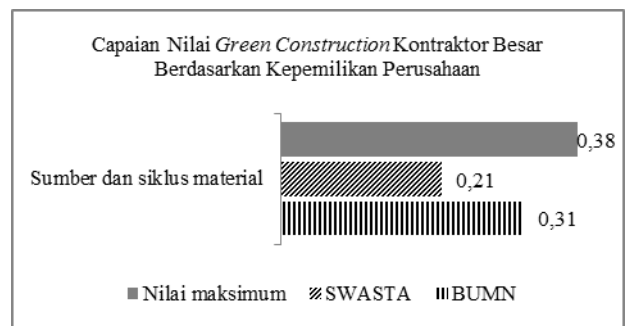 Capaian Nilai Green Construction Kontraktor Besar
Berdasarkan Kepemilikan Perusahaan
0,38
Sumber dan siklus material
0,21
0,31
Nilai maksimum
SWASTA
BUMN